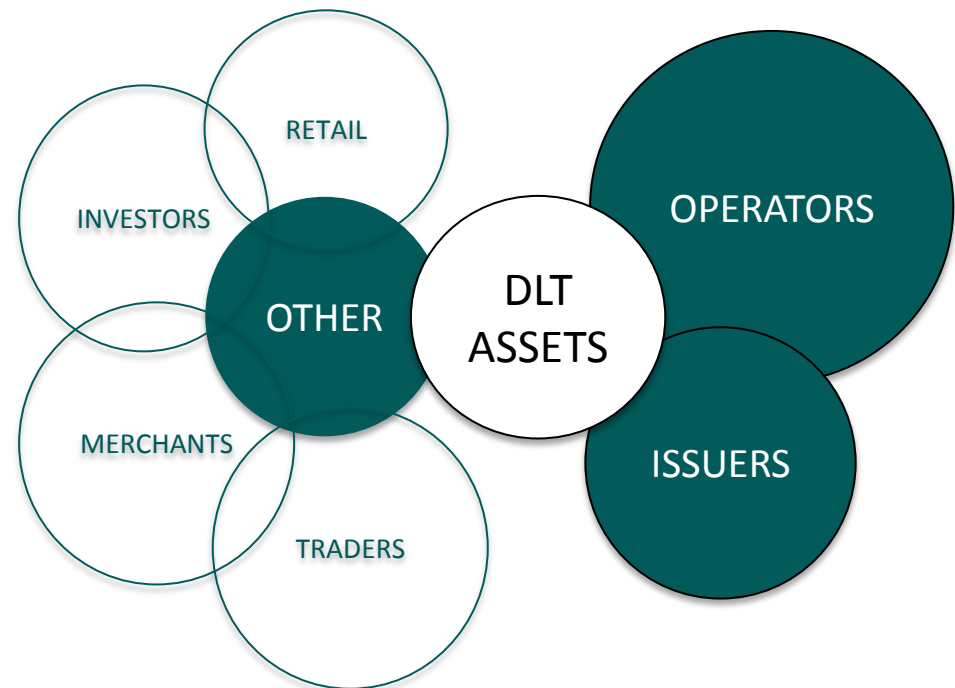 RETAIL
INVESTORS
OPERATORS
OTHER
DLT
ASSETS
MERCHANTS
ISSUERS
TRADERS